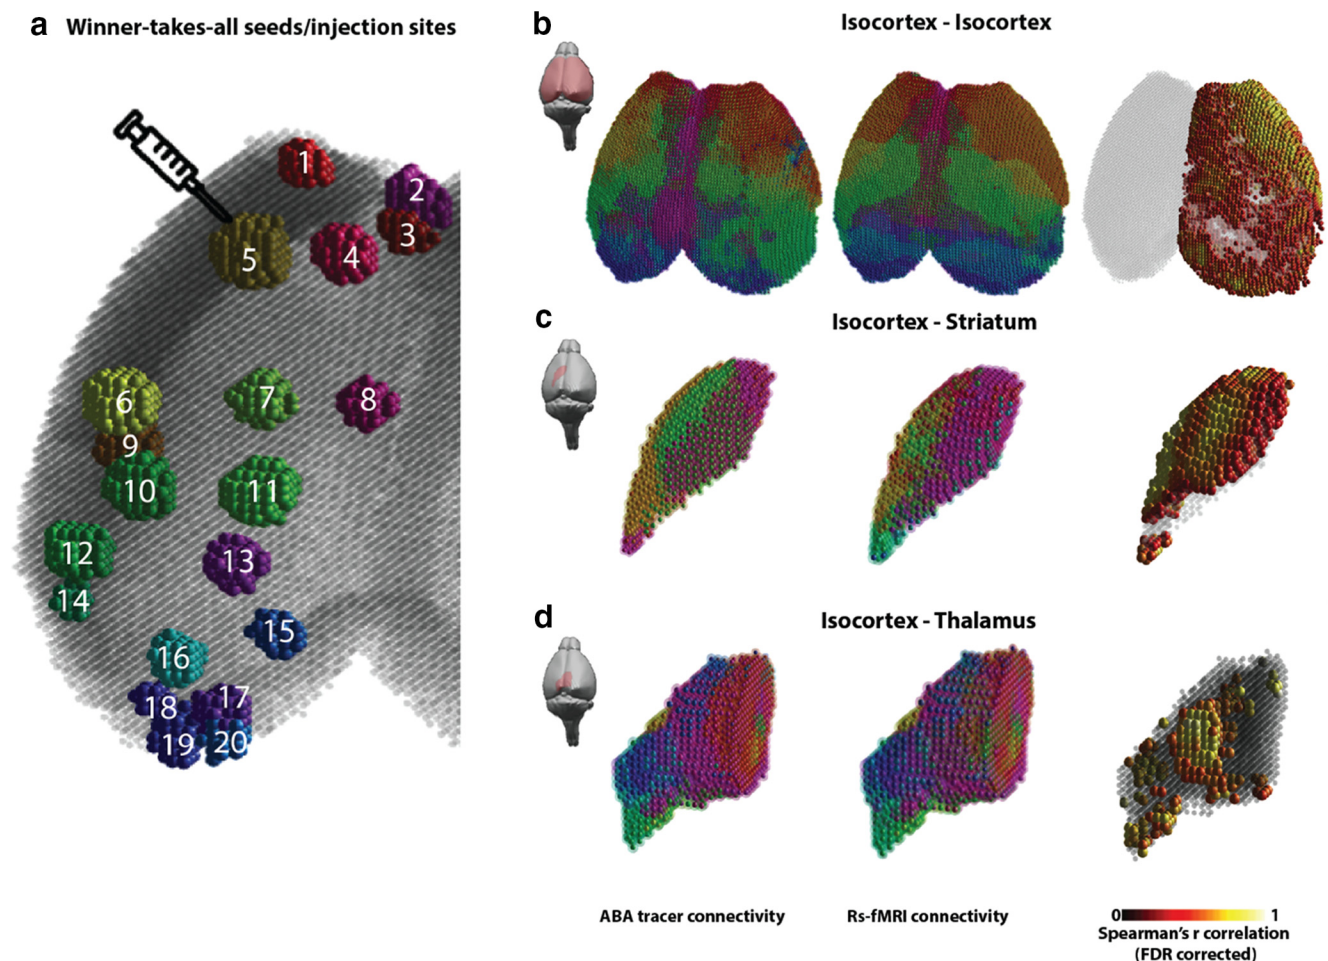 a Winner-takes-all seeds/injection sites
1
2
3
4
5
6
7
8
9
10
11
12
13
14
15
16
17
18
19
20
b Isocortex - Isocortex
c Isocortex - Striatum
d Isocortex - Thalamus
ABA tracer connectivity
Rs-fMRI connectivity
0 1
Spearman's r correlation
(FDR corrected)